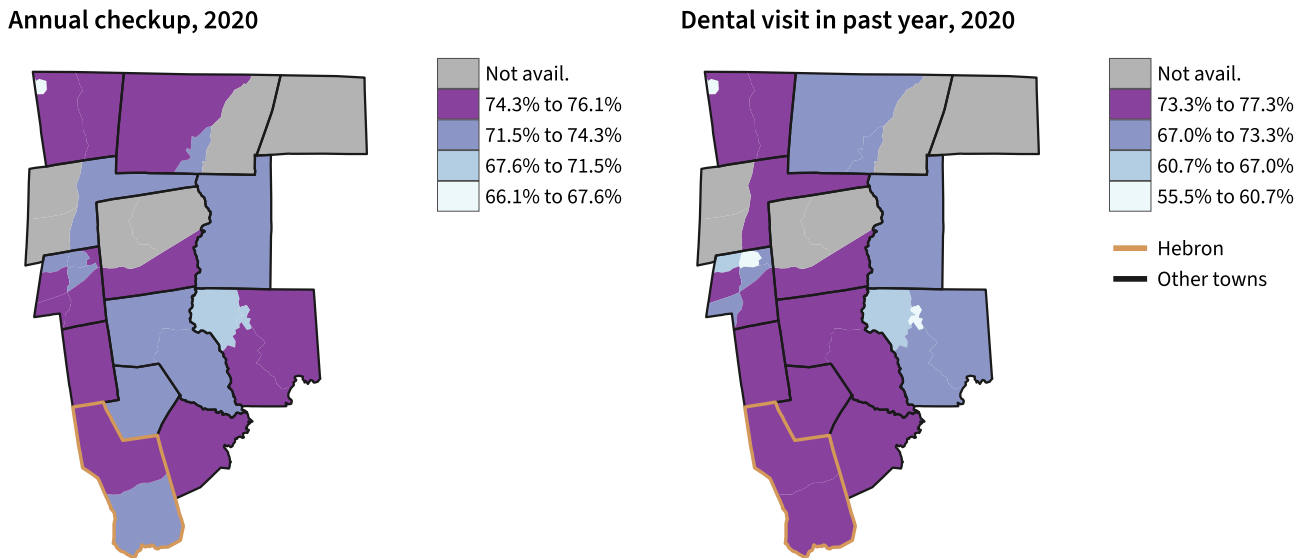 Annual checkup, 2020
Not avail.
74.3% to 76.1%
71.5% to 74.3%
67.6% to 71.5%
66.1% to 67.6%
Dental visit in past year, 2020
Not avail.
73.3% to 77.3%
67.0% to 73.3%
60.7% to 67.0%
55.5% to 60.7%
Hebron
Other towns